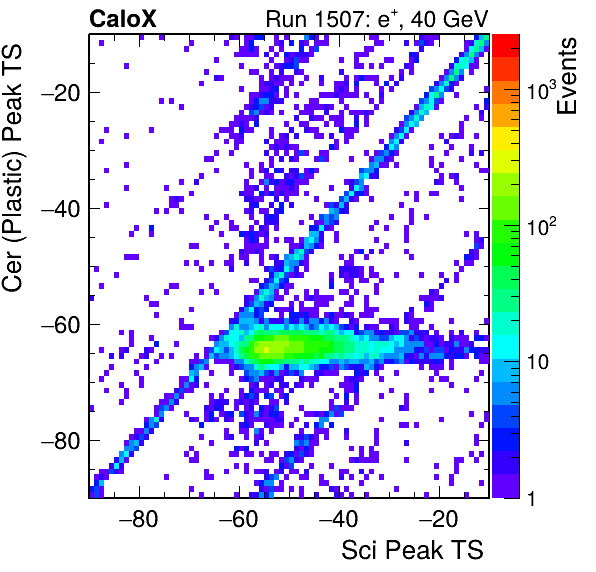 CaloX Run 1507: e⁺, 40 GeV
Cer (Plastic) Peak TS
−20
−40
−60
−80
−80 −60 −40 −20
Sci Peak TS
Events
10³
10²
10
1